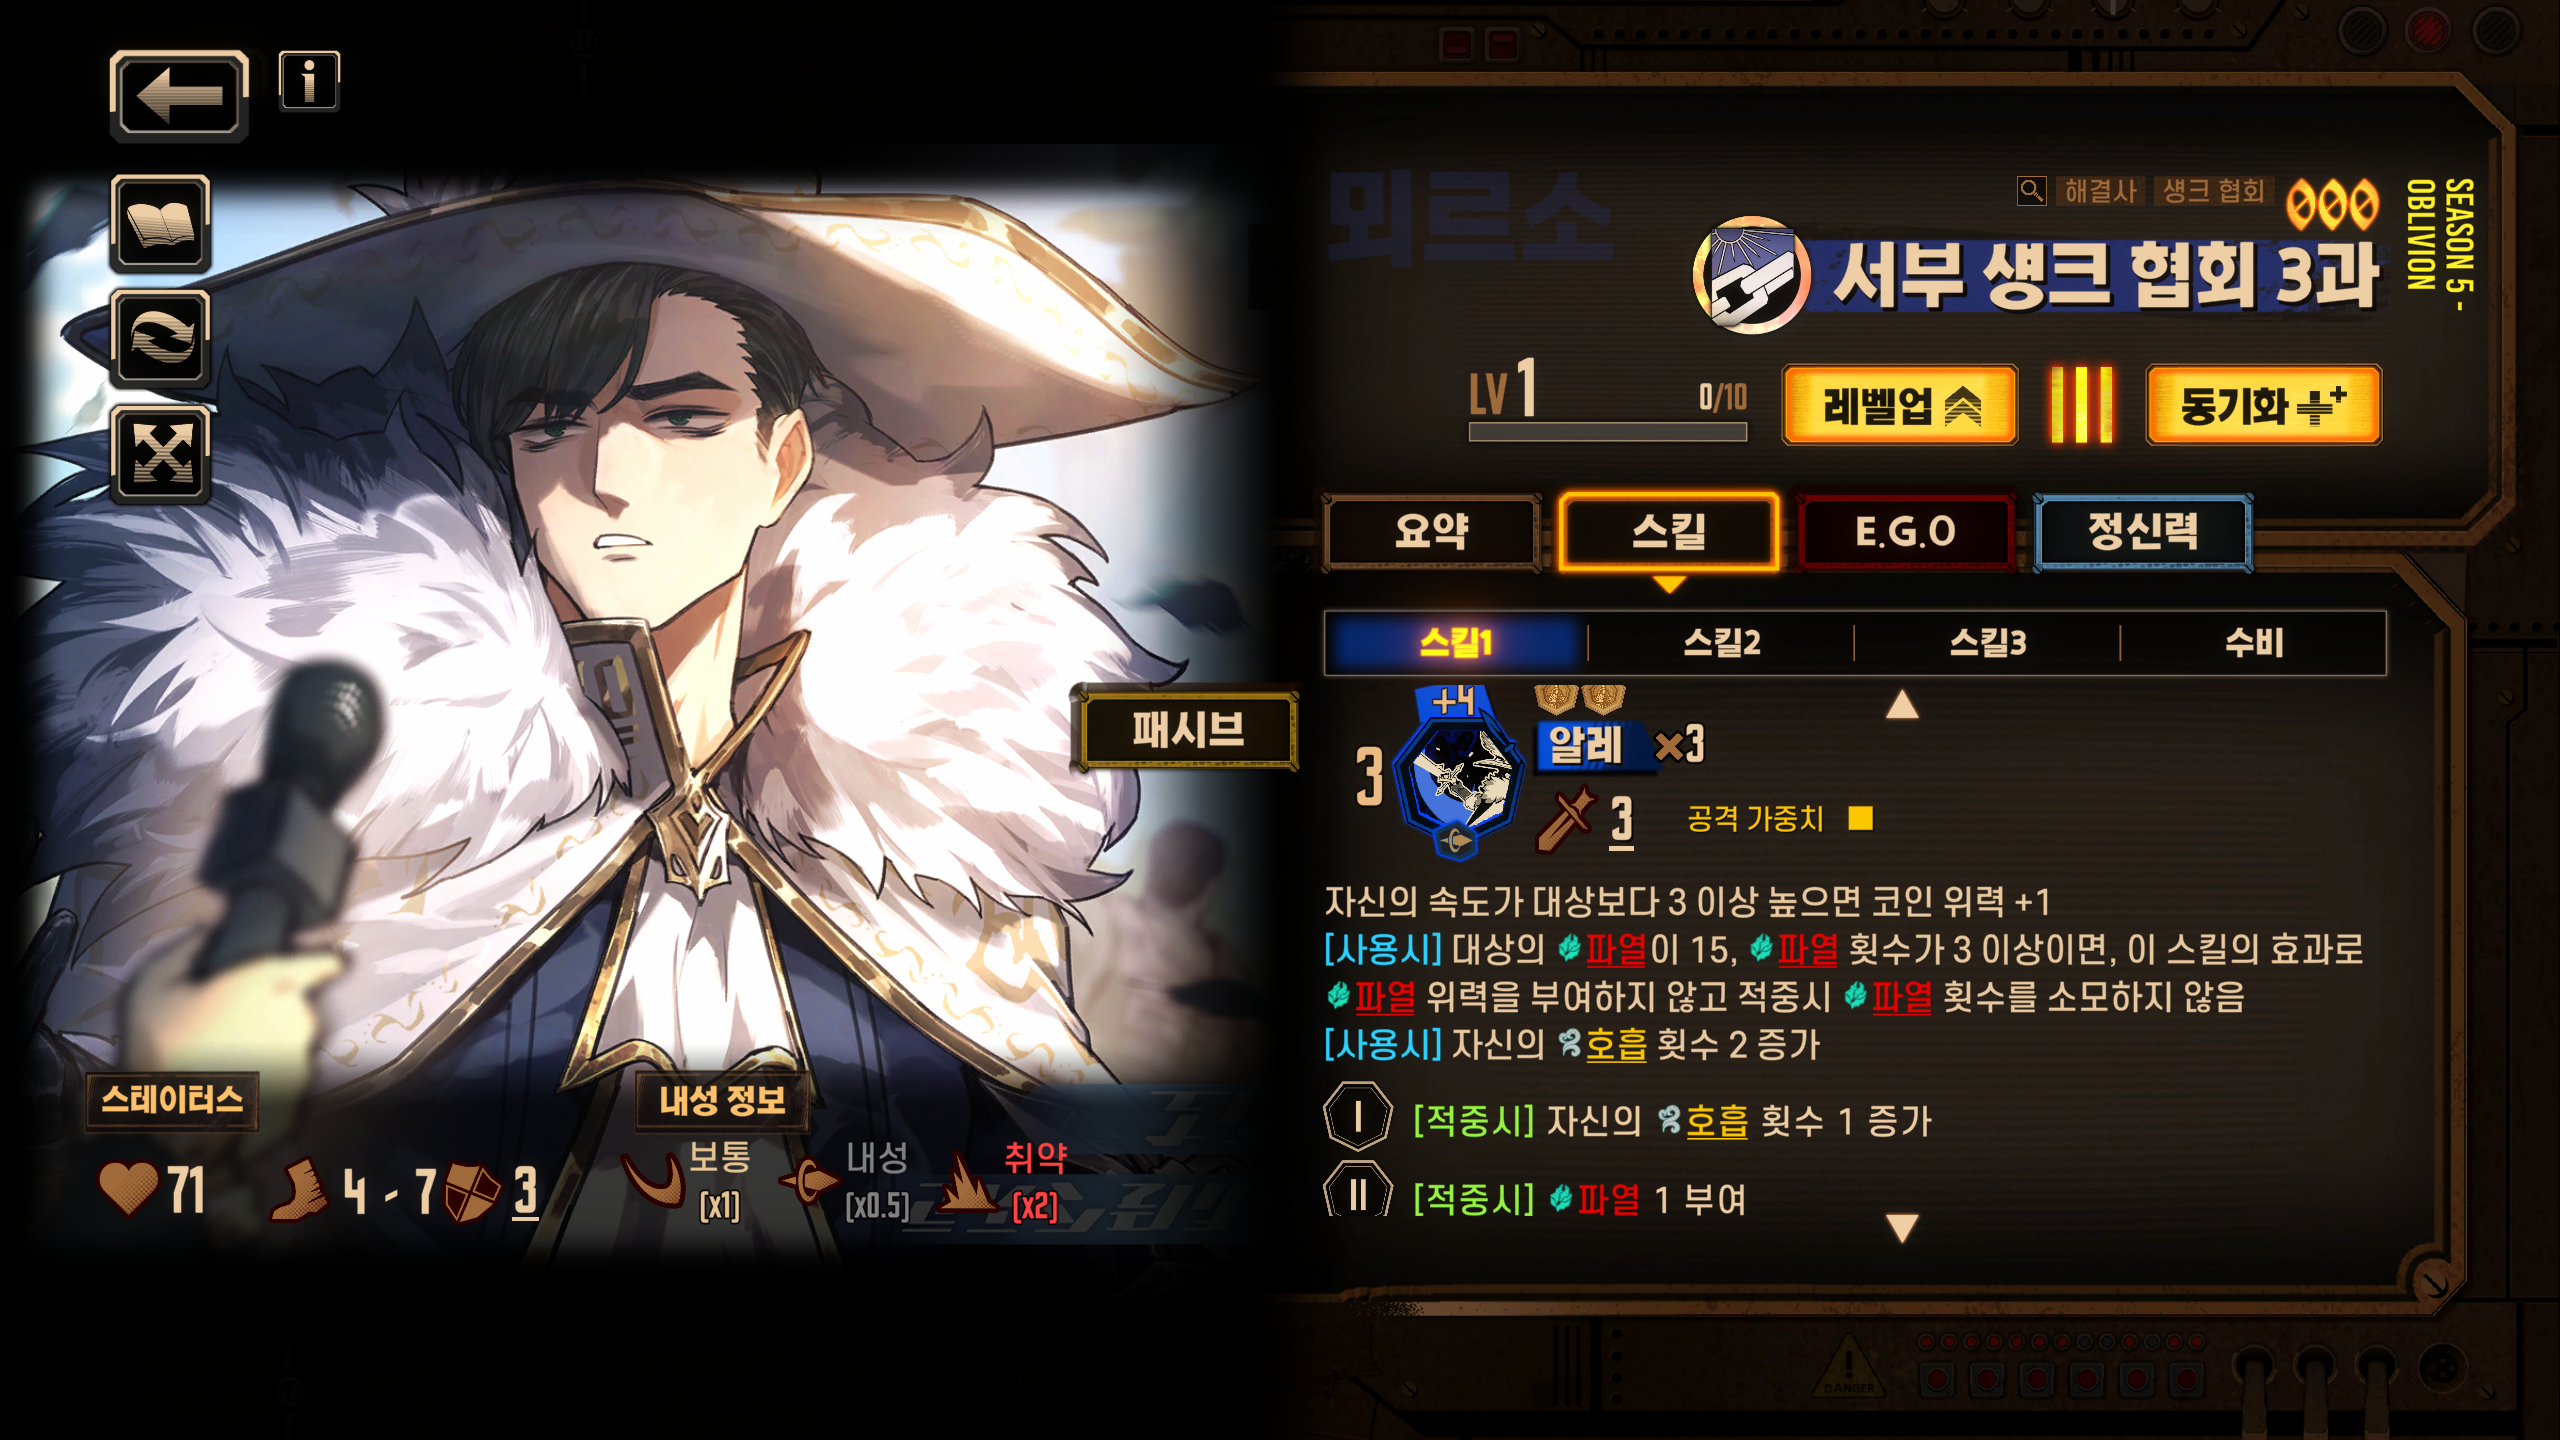 뫼르소
해결사 섕크 협회
서부 섕크 협회 3과
SEASON 5 -
OBLIVION
LV 1
0/10
레벨업
동기화
요약
스킬
E.G.O
정신력
스킬1
스킬2
스킬3
수비
+4
3
알레 ×3
3
공격 가중치
자신의 속도가 대상보다 3 이상 높으면 코인 위력 +1
[사용시] 대상의 파열이 15, 파열 횟수가 3 이상이면, 이 스킬의 효과로
파열 위력을 부여하지 않고 적중시 파열 횟수를 소모하지 않음
[사용시] 자신의 호흡 횟수 2 증가
I [적중시] 자신의 호흡 횟수 1 증가
II [적중시] 파열 1 부여
패시브
스테이터스
71
4 - 7
3
내성 정보
보통
[x1]
내성
[x0.5]
취약
[x2]
DANGER